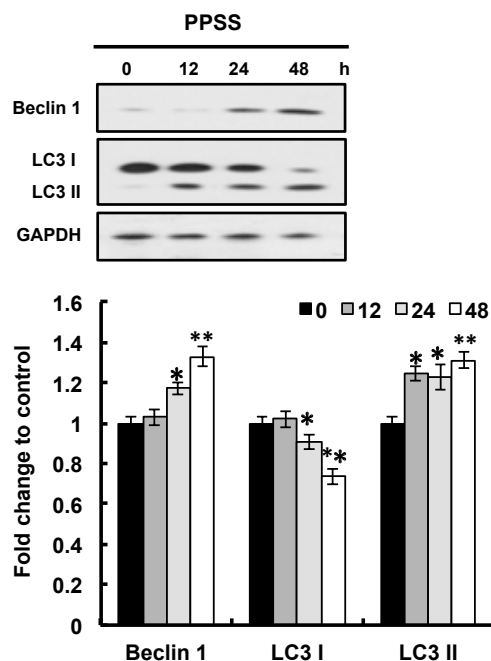 PPSS
0 12 24 48 h
Beclin 1
LC3 I
LC3 II
GAPDH
Fold change to control
1.6
1.4
1.2
1
0.8
0.6
0.4
0.2
0
0 12 24 48
* **
* **
* * **
Beclin 1 LC3 I LC3 II